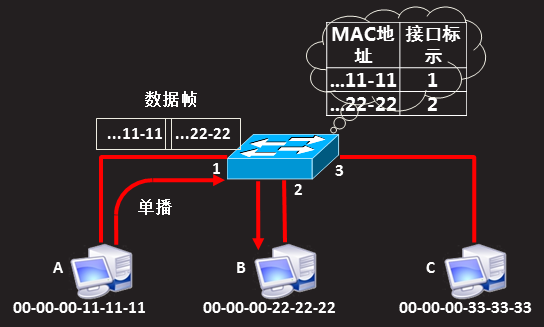 MAC地 接口标
址 示
...11-11 1
...22-22 2
数据帧
...11-11 ...22-22
1
3
2
单播
A
B
C
00-00-00-11-11-11
00-00-00-22-22-22
00-00-00-33-33-33